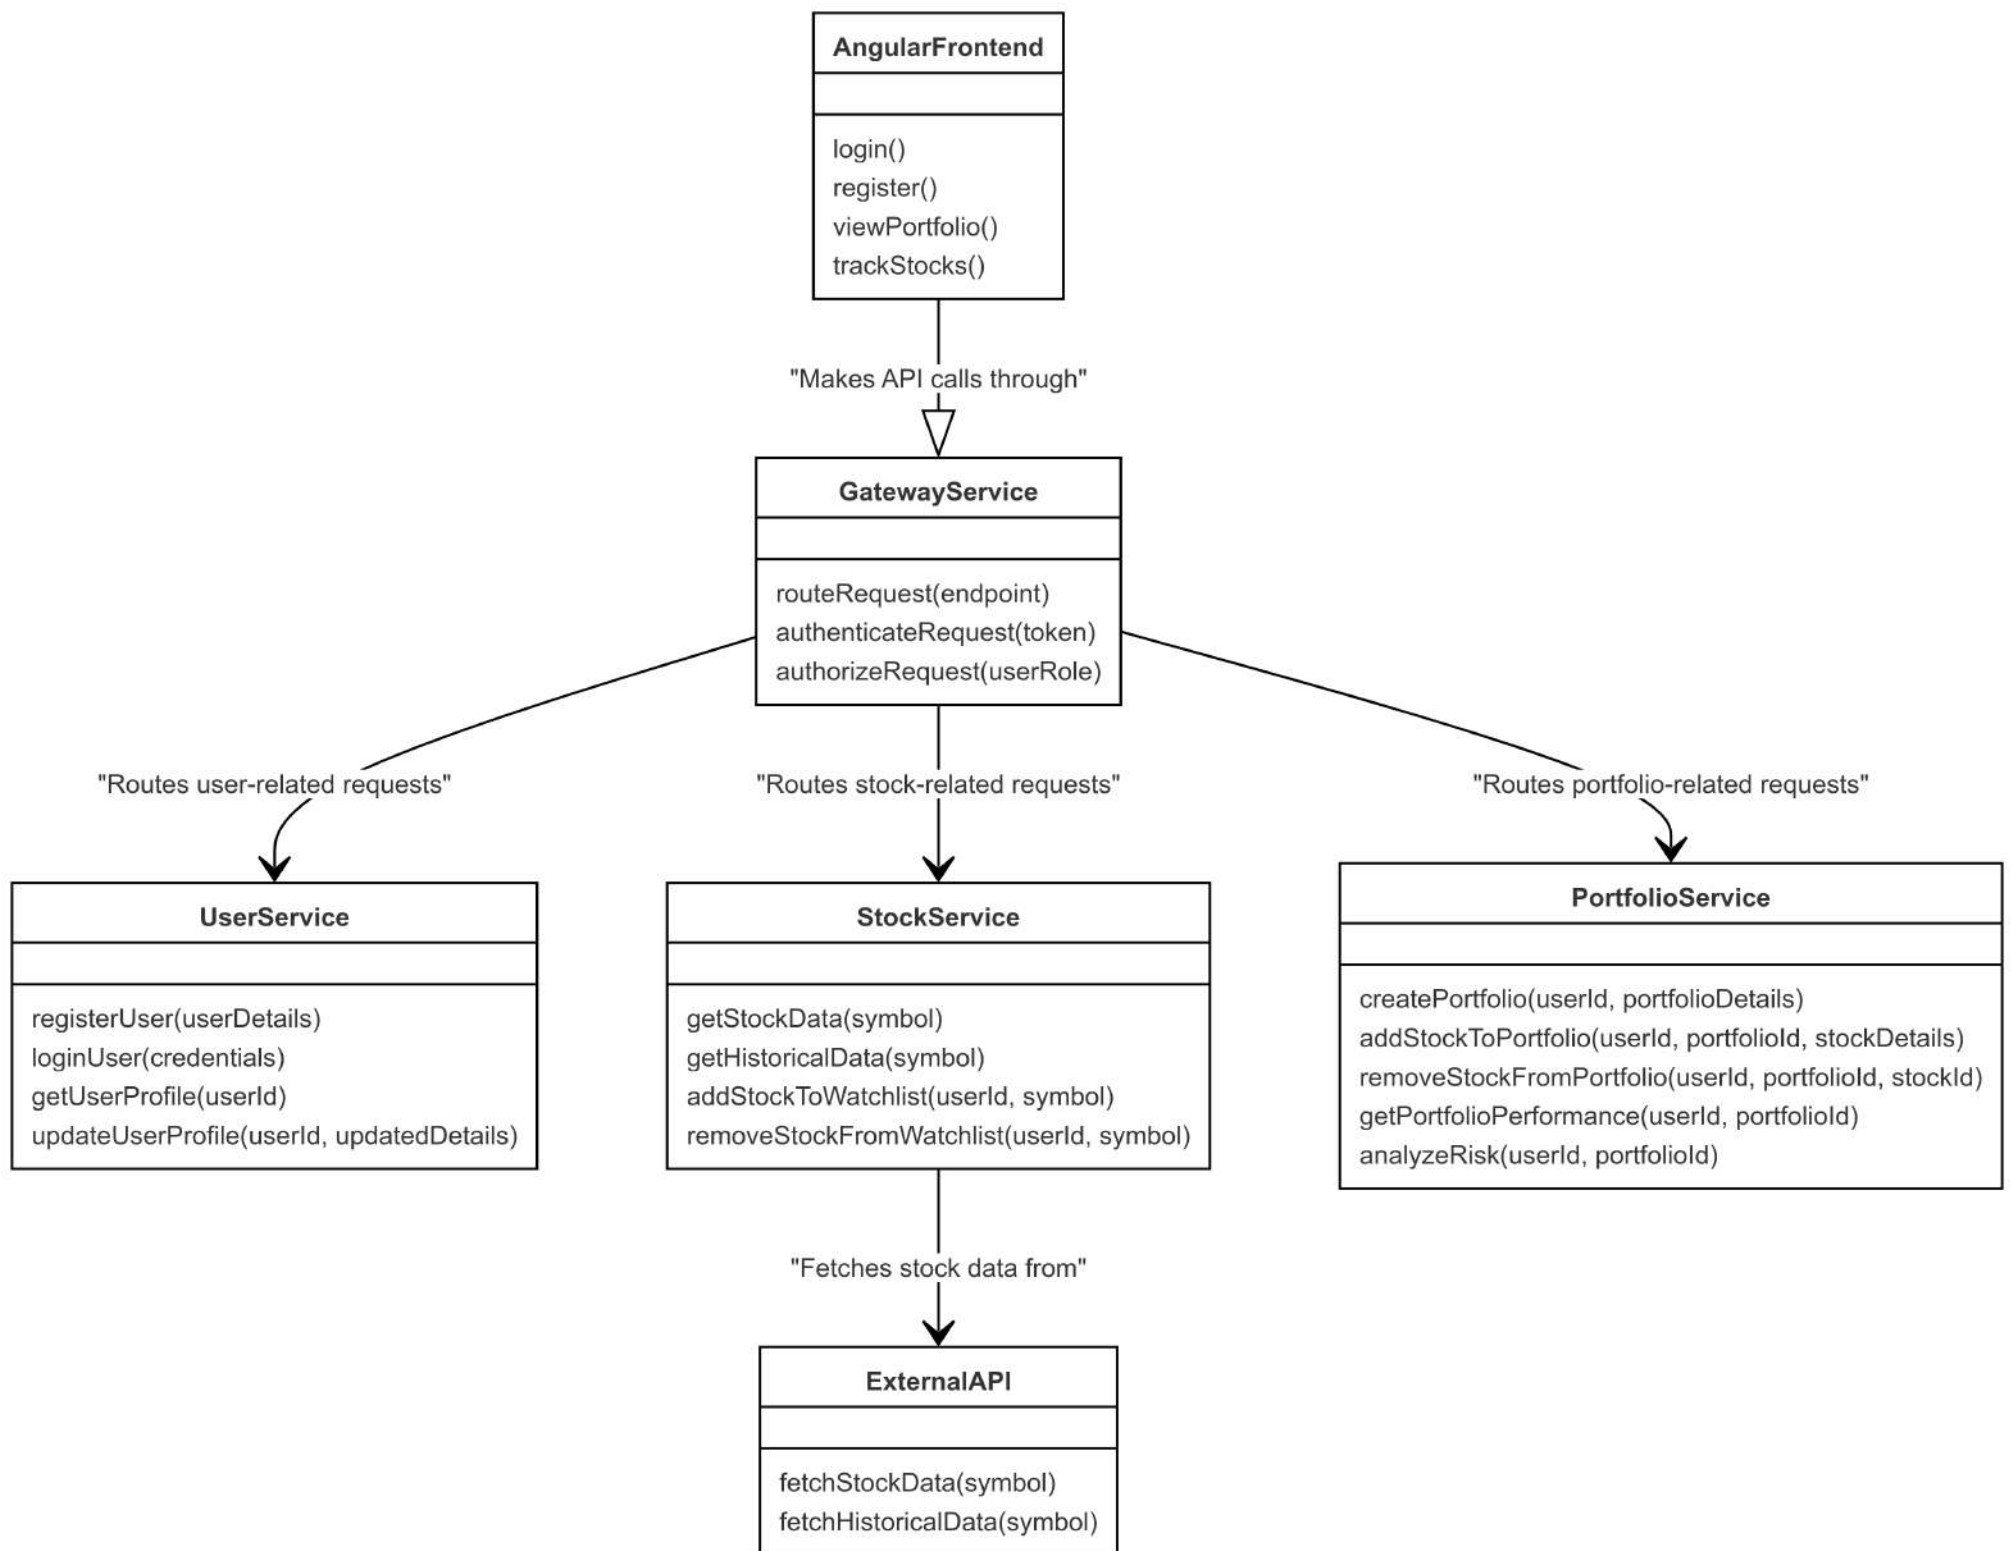 AngularFrontend
login()
register()
viewPortfolio()
trackStocks()
"Makes API calls through"
GatewayService
routeRequest(endpoint)
authenticateRequest(token)
authorizeRequest(userRole)
"Routes user-related requests"
"Routes stock-related requests"
"Routes portfolio-related requests"
UserService
registerUser(userDetails)
loginUser(credentials)
getUserProfile(userId)
updateUserProfile(userId, updatedDetails)
StockService
getStockData(symbol)
getHistoricalData(symbol)
addStockToWatchlist(userId, symbol)
removeStockFromWatchlist(userId, symbol)
PortfolioService
createPortfolio(userId, portfolioDetails)
addStockToPortfolio(userId, portfolioId, stockDetails)
removeStockFromPortfolio(userId, portfolioId, stockId)
getPortfolioPerformance(userId, portfolioId)
analyzeRisk(userId, portfolioId)
"Fetches stock data from"
ExternalAPI
fetchStockData(symbol)
fetchHistoricalData(symbol)